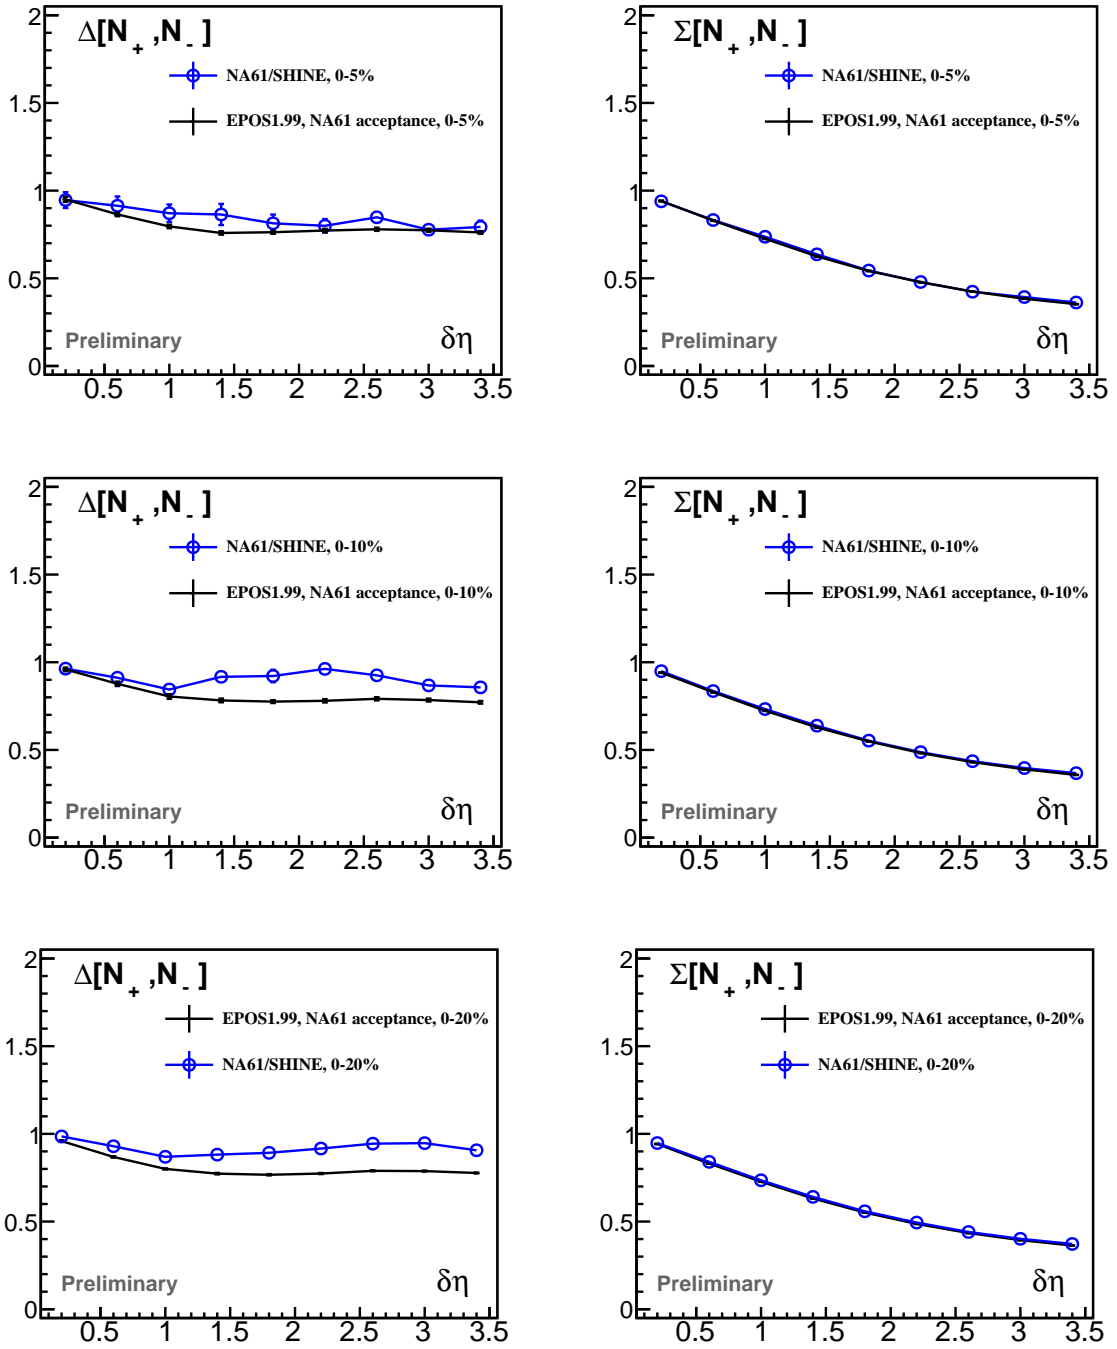 Δ[N+ ,N- ]
NA61/SHINE, 0-5%
EPOS1.99, NA61 acceptance, 0-5%
2
1.5
1
0.5
0
Preliminary
δη
0.5 1 1.5 2 2.5 3 3.5
Σ[N+ ,N- ]
NA61/SHINE, 0-5%
EPOS1.99, NA61 acceptance, 0-5%
2
1.5
1
0.5
0
Preliminary
δη
0.5 1 1.5 2 2.5 3 3.5
Δ[N+ ,N- ]
NA61/SHINE, 0-10%
EPOS1.99, NA61 acceptance, 0-10%
2
1.5
1
0.5
0
Preliminary
δη
0.5 1 1.5 2 2.5 3 3.5
Σ[N+ ,N- ]
NA61/SHINE, 0-10%
EPOS1.99, NA61 acceptance, 0-10%
2
1.5
1
0.5
0
Preliminary
δη
0.5 1 1.5 2 2.5 3 3.5
Δ[N+ ,N- ]
EPOS1.99, NA61 acceptance, 0-20%
NA61/SHINE, 0-20%
2
1.5
1
0.5
0
Preliminary
δη
0.5 1 1.5 2 2.5 3 3.5
Σ[N+ ,N- ]
EPOS1.99, NA61 acceptance, 0-20%
NA61/SHINE, 0-20%
2
1.5
1
0.5
0
Preliminary
δη
0.5 1 1.5 2 2.5 3 3.5